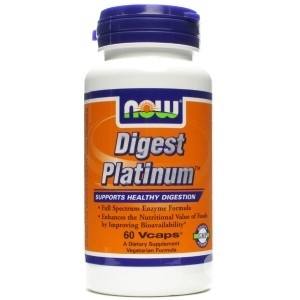 NOW
Digest
Platinum™
SUPPORTS HEALTHY DIGESTION
• Full Spectrum Enzyme Formula
• Enhances the Nutritional Value of Foods
by Improving Bioavailability*
60 Vcaps®
A Dietary Supplement
Vegetarian Formula